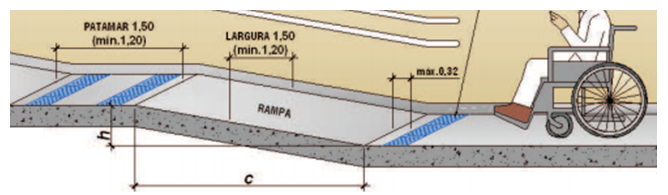 PATAMAR 1,50
(min.1,20)
LARGURA 1,50
(min.1,20)
máx.0,32
RAMPA
h
c